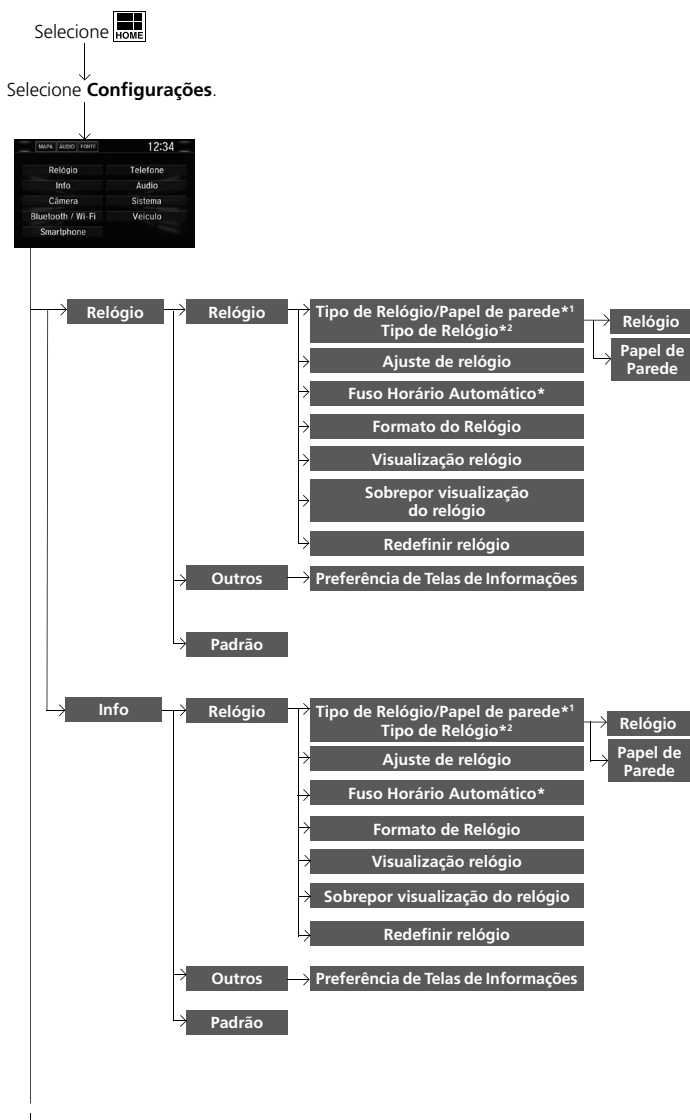 Selecione HOME
Selecione Configurações.
MAPA ÁUDIO FONTE 12:34
Relógio Telefone
Info Áudio
Câmera Sistema
Bluetooth / Wi-Fi Veículo
Smartphone
Relógio
Relógio
Tipo de Relógio/Papel de parede*¹
Tipo de Relógio*²
Relógio
Papel de
Parede
Ajuste de relógio
Fuso Horário Automático*
Formato do Relógio
Visualização relógio
Sobrepor visualização
do relógio
Redefinir relógio
Outros
Preferência de Telas de Informações
Padrão
Info
Relógio
Tipo de Relógio/Papel de parede*¹
Tipo de Relógio*²
Relógio
Papel de
Parede
Ajuste de relógio
Fuso Horário Automático*
Formato de Relógio
Visualização relógio
Sobrepor visualização do relógio
Redefinir relógio
Outros
Preferência de Telas de Informações
Padrão